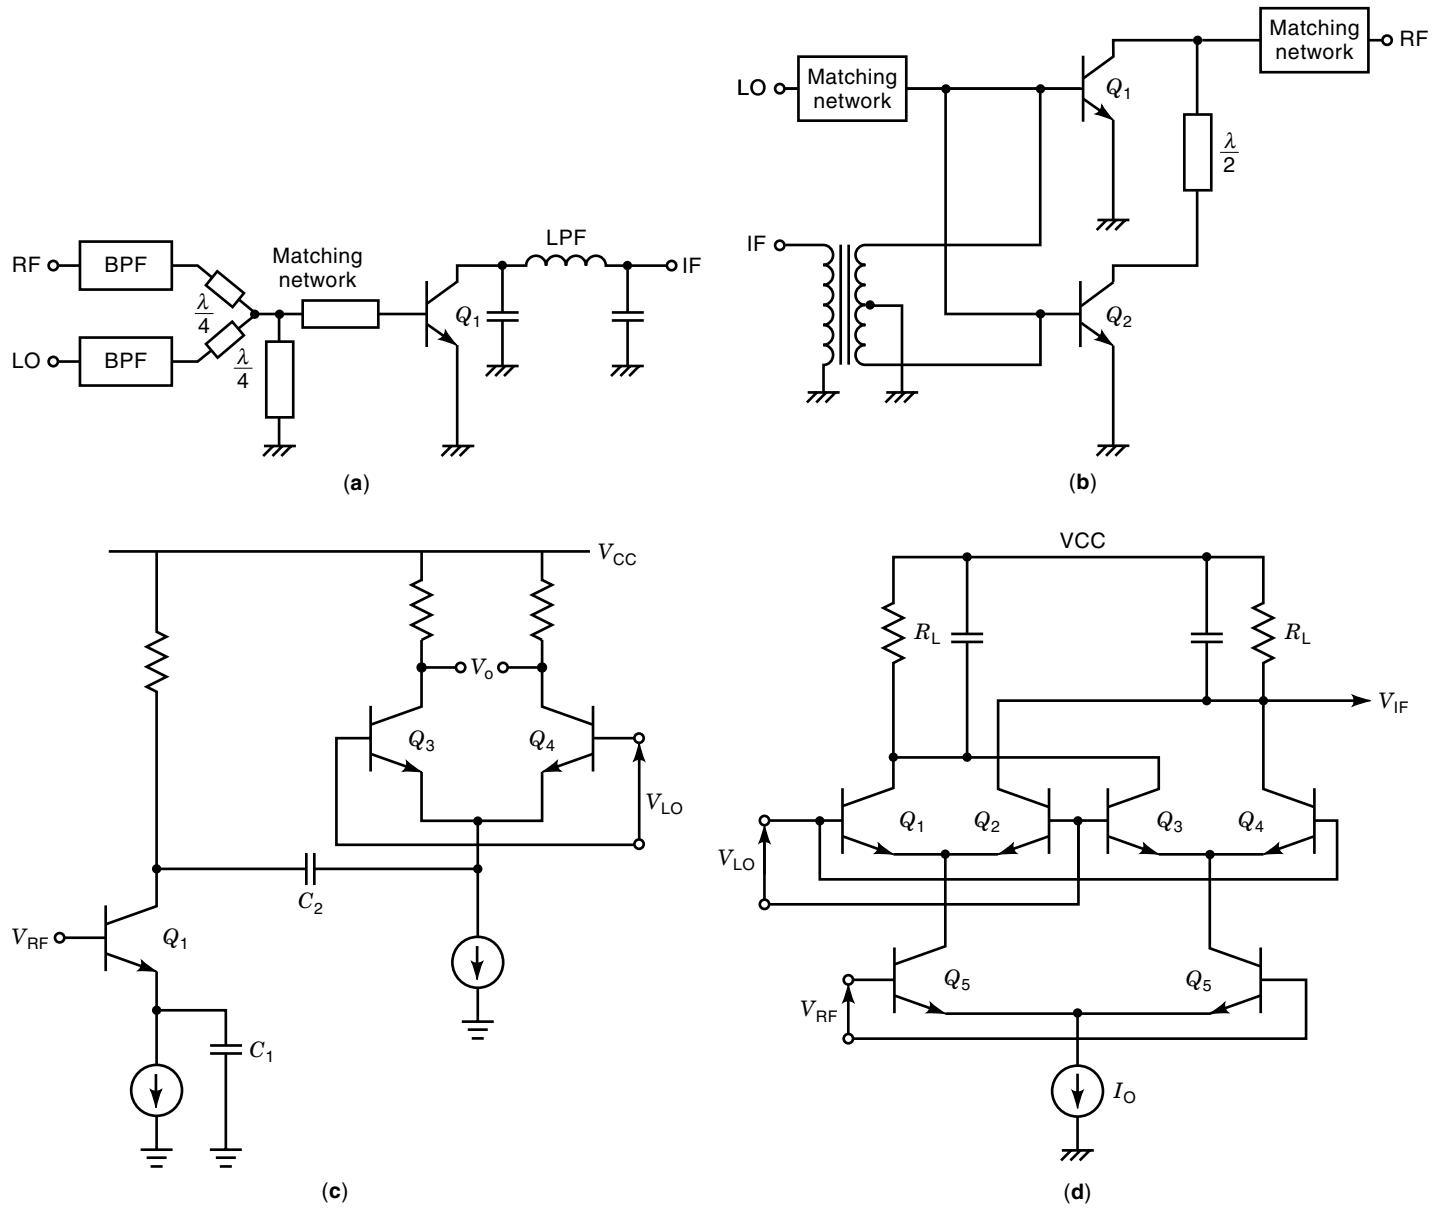 RF
BPF
λ/4
LO
BPF
λ/4
Matching
network
Q1
LPF
IF
(a)
LO
Matching
network
Q1
Matching
network
RF
λ/2
IF
Q2
(b)
VCC
Vo
Q3
Q4
VLO
C2
VRF
Q1
C1
(c)
VCC
RL
RL
VIF
Q1
Q2
Q3
Q4
VLO
Q5
Q5
VRF
IO
(d)